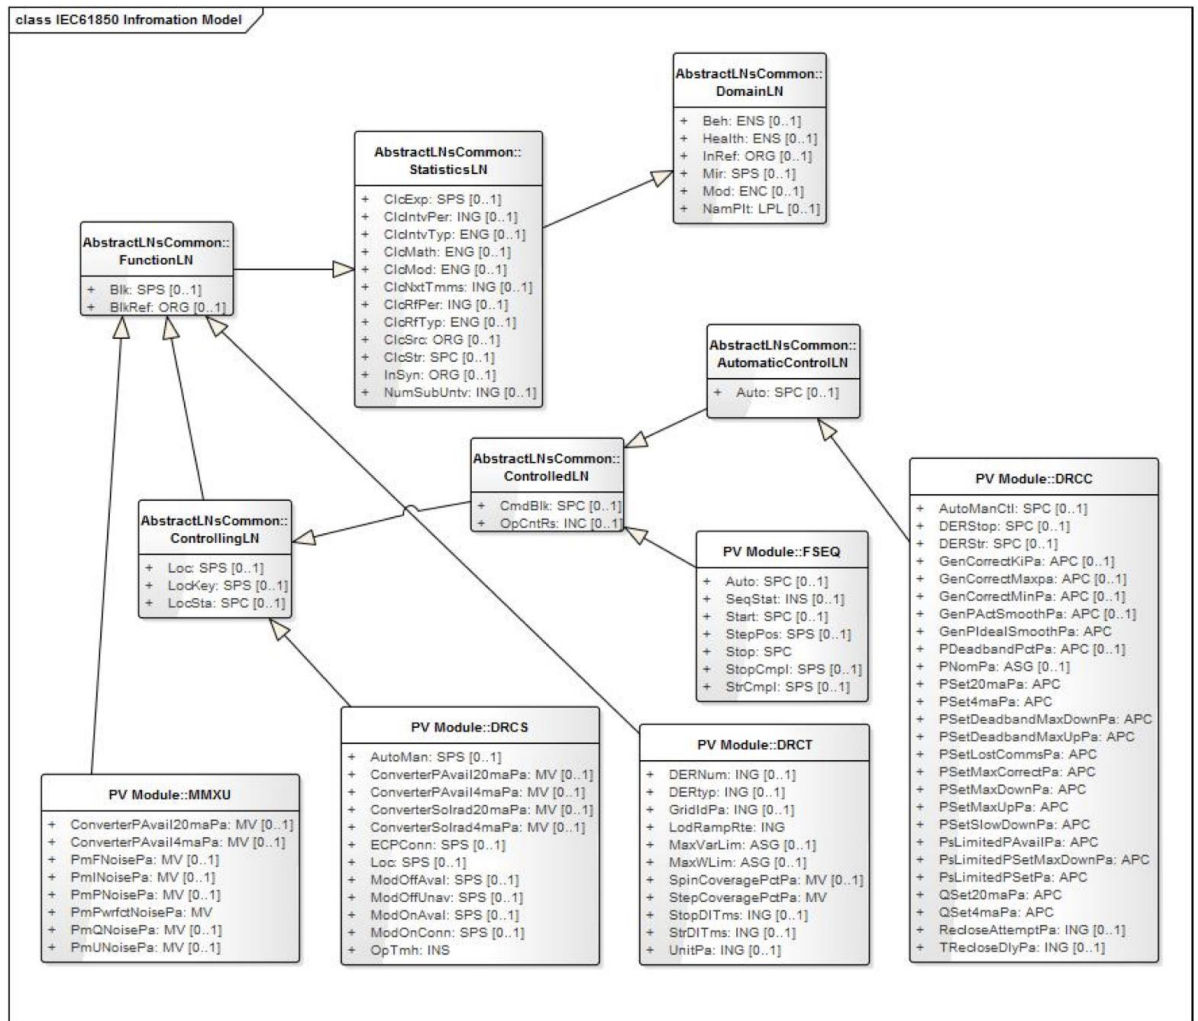 class IEC61850 Infromation Model
AbstractLNsCommon::
DomainLN
+ Beh: ENS [0..1]
+ Health: ENS [0..1]
+ InRef: ORG [0..1]
+ Mir: SPS [0..1]
+ Mod: ENC [0..1]
+ NamPlt: LPL [0..1]
AbstractLNsCommon::
StatisticsLN
+ ClcExp: SPS [0..1]
+ ClcIntvPer: ING [0..1]
+ ClcIntvTyp: ENG [0..1]
+ ClcMath: ENG [0..1]
+ ClcMod: ENG [0..1]
+ ClcNxtTmms: ING [0..1]
+ ClcRfPer: ING [0..1]
+ ClcRfTyp: ENG [0..1]
+ ClcSrc: ORG [0..1]
+ ClcStr: SPC [0..1]
+ InSyn: ORG [0..1]
+ NumSubUntv: ING [0..1]
AbstractLNsCommon::
FunctionLN
+ Blk: SPS [0..1]
+ BlkRef: ORG [0..1]
AbstractLNsCommon::
AutomaticControlLN
+ Auto: SPC [0..1]
AbstractLNsCommon::
ControlledLN
+ CmdBlk: SPC [0..1]
+ OpCntRs: INC [0..1]
AbstractLNsCommon::
ControllingLN
+ Loc: SPS [0..1]
+ LocKey: SPS [0..1]
+ LocSta: SPC [0..1]
PV Module::FSEQ
+ Auto: SPC [0..1]
+ SeqStat: INS [0..1]
+ Start: SPC [0..1]
+ StepPos: SPS [0..1]
+ Stop: SPC
+ StopCmpl: SPS [0..1]
+ StrCmpl: SPS [0..1]
PV Module::DRCC
+ AutoManCtl: SPC [0..1]
+ DERStop: SPC [0..1]
+ DERStr: SPC [0..1]
+ GenCorrectKiPa: APC [0..1]
+ GenCorrectMaxpa: APC [0..1]
+ GenCorrectMinPa: APC [0..1]
+ GenPActSmoothPa: APC [0..1]
+ GenPIdealSmoothPa: APC
+ PDeadbandPctPa: APC [0..1]
+ PNomPa: ASG [0..1]
+ PSet20maPa: APC
+ PSet4maPa: APC
+ PSetDeadbandMaxDownPa: APC
+ PSetDeadbandMaxUpPa: APC
+ PSetLostCommsPa: APC
+ PSetMaxCorrectPa: APC
+ PSetMaxDownPa: APC
+ PSetMaxUpPa: APC
+ PSetSlowDownPa: APC
+ PsLimitedPAvailPa: APC
+ PsLimitedPSetMaxDownPa: APC
+ PsLimitedPSetPa: APC
+ QSet20maPa: APC
+ QSet4maPa: APC
+ RecloseAttemptPa: ING [0..1]
+ TRecloseDlyPa: ING [0..1]
PV Module::MMXU
+ ConverterPAvail20maPa: MV [0..1]
+ ConverterPAvail4maPa: MV [0..1]
+ PmFNoisePa: MV [0..1]
+ PmINoisePa: MV [0..1]
+ PmPNoisePa: MV [0..1]
+ PmPwrfctNoisePa: MV
+ PmQNoisePa: MV [0..1]
+ PmUNoisePa: MV [0..1]
PV Module::DRCS
+ AutoMan: SPS [0..1]
+ ConverterPAvail20maPa: MV [0..1]
+ ConverterPAvail4maPa: MV [0..1]
+ ConverterSolrad20maPa: MV [0..1]
+ ConverterSolrad4maPa: MV [0..1]
+ ECPConn: SPS [0..1]
+ Loc: SPS [0..1]
+ ModOffAval: SPS [0..1]
+ ModOffUnav: SPS [0..1]
+ ModOnAval: SPS [0..1]
+ ModOnConn: SPS [0..1]
+ OpTmh: INS
PV Module::DRCT
+ DERNum: ING [0..1]
+ DERtyp: ING [0..1]
+ GridIdPa: ING [0..1]
+ LodRampRte: ING
+ MaxVarLim: ASG [0..1]
+ MaxWLim: ASG [0..1]
+ SpinCoveragePctPa: MV [0..1]
+ StepCoveragePctPa: MV
+ StopDlTms: ING [0..1]
+ StrDlTms: ING [0..1]
+ UnitPa: ING [0..1]